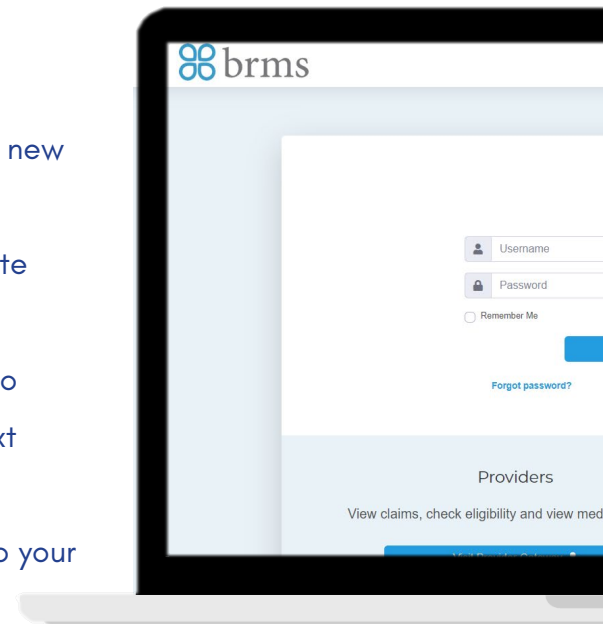 brms
new
te
o
xt
o your
Username
Password
Remember Me
Forgot password?
Providers
View claims, check eligibility and view med